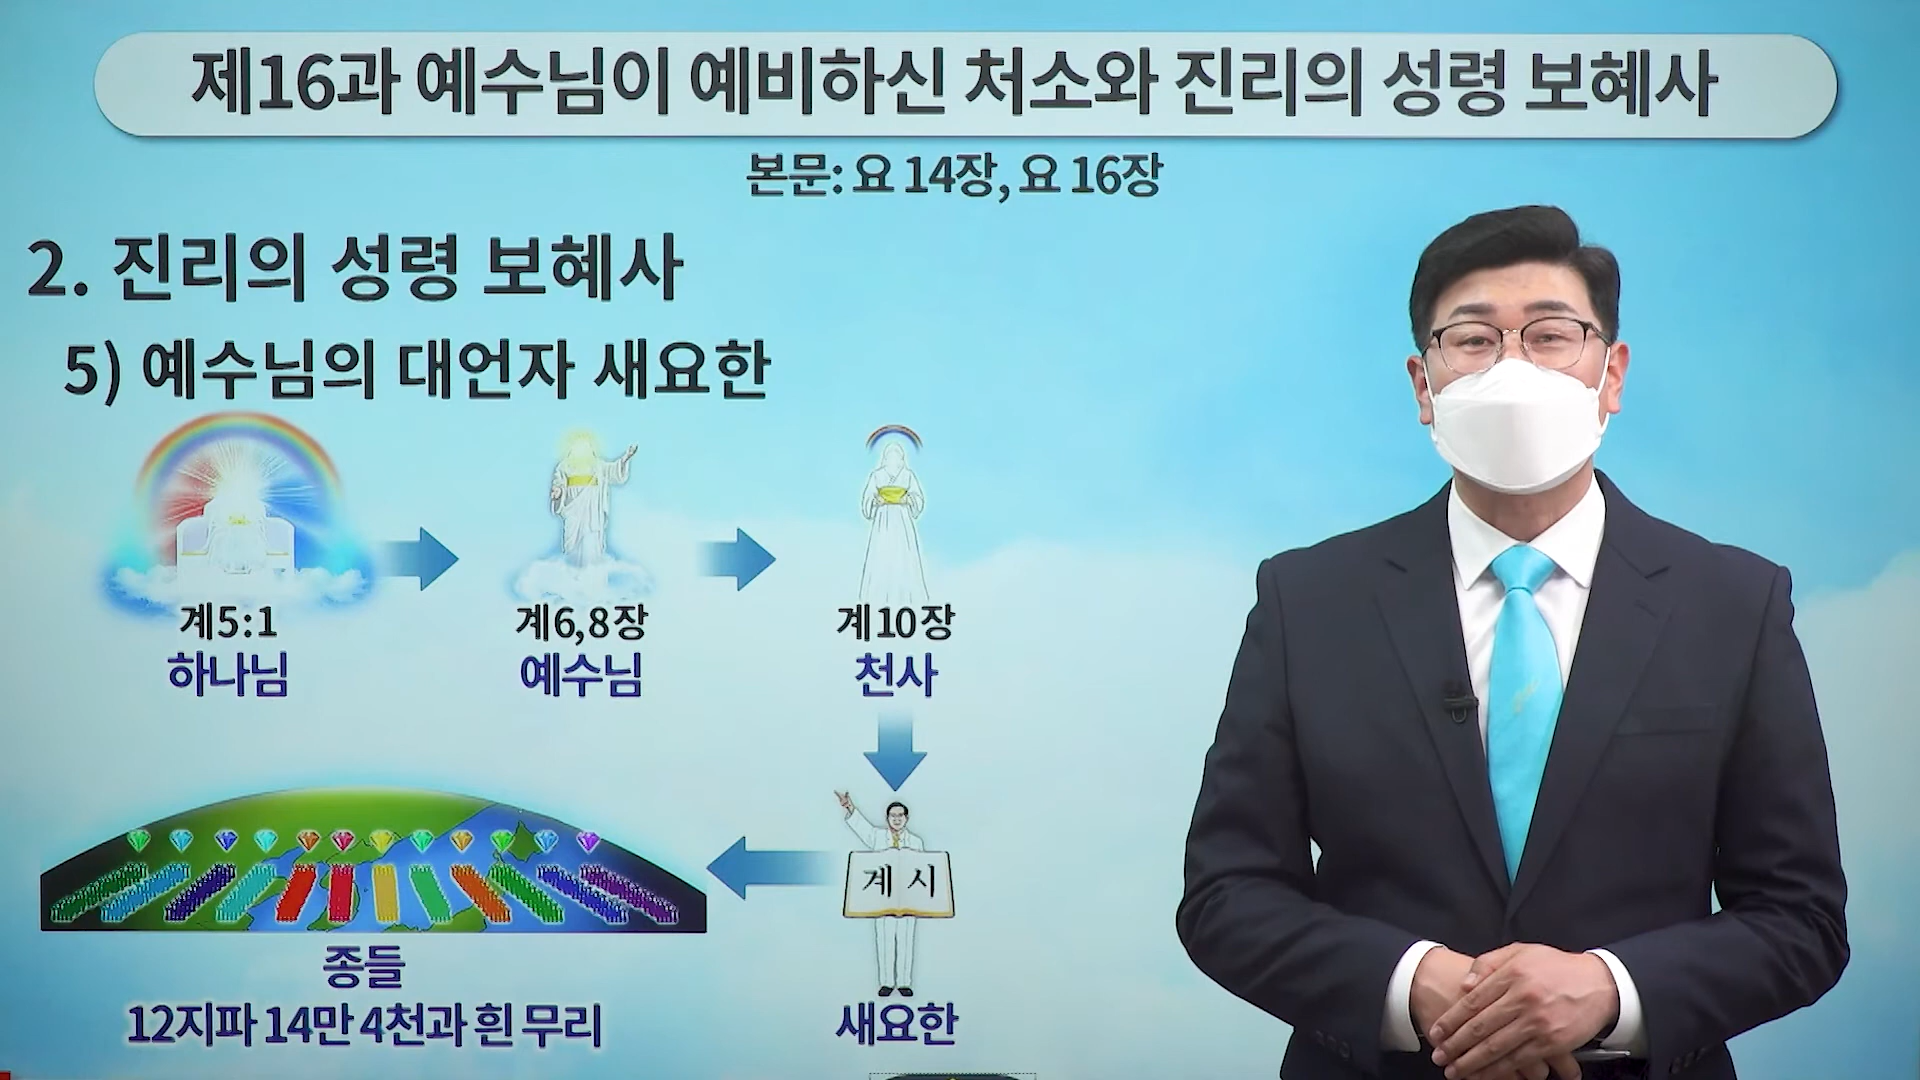 제16과 예수님이 예비하신 처소와 진리의 성령 보혜사
본문: 요 14장, 요 16장
2. 진리의 성령 보혜사
5) 예수님의 대언자 새요한
계5:1
하나님
계6,8장
예수님
계10장
천사
계 시
새요한
종들
12지파 14만 4천과 흰 무리